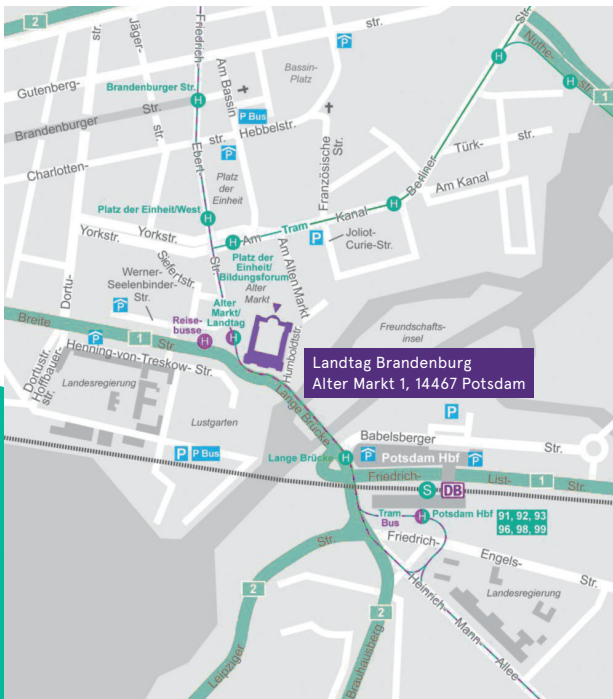 2
str.
Jäger-
str.
Friedrich-
str.
Gutenberg-
P
Am Bassin
Bassin-
Platz
Str.
Nuthe-
str.
1
H
H
Brandenburger Str.
H
Brandenburger
Str.
P Bus
Hebbelstr.
str.
P
Charlotten-
Ebert-
Platz
der
Einheit
Französische
Str.
Türk-
str.
Berliner
Am Kanal
H
Platz der Einheit/West
H
Kanal
Tram
Am
H
P
Joliot-
Curie-Str.
Yorkstr.
Yorkstr.
Siefertstr.
Str.
Platz der
Einheit/
Bildungsforum
Am Alten Markt
Alter
Markt
Werner-
Seelenbinder-
Str.
Dortu-
str.
P
Breite
1
Str.
Reise-
busse
H
Alter
Markt/
Landtag
H
Humboldtstr.
Freundschafts-
insel
P
Henning-von-Treskow- Str.
Dortustr.
Hoffbauer-
str.
Landesregierung
Lustgarten
Landtag Brandenburg
Alter Markt 1, 14467 Potsdam
Lange Brücke
P
P Bus
P
Babelsberger
Str.
Lange Brücke
H
P
Potsdam Hbf
P
Friedrich-
List-
1
Str.
S
DB
Tram
Bus
H
Potsdam Hbf
91, 92, 93
96, 98, 99
Friedrich-
Engels-
Str.
Str.
Landesregierung
2
2
Heinrich-
Mann-
Allee
Leipziger
Brauhausberg